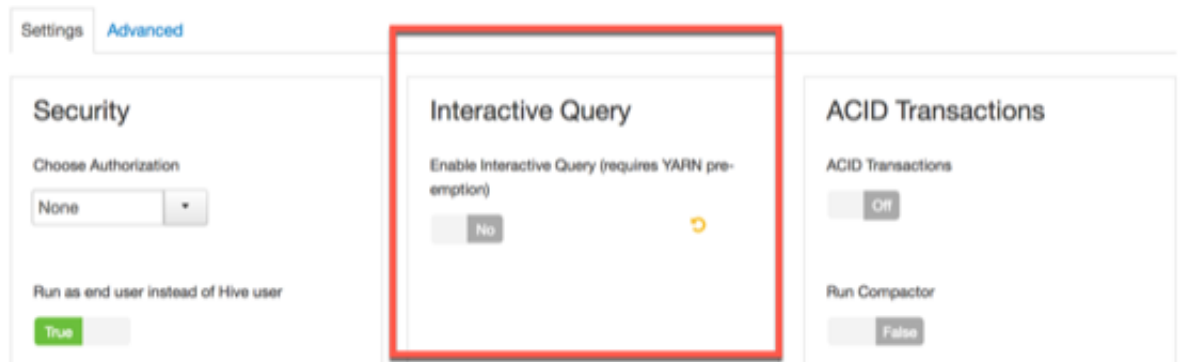 Settings
Advanced
Security
Choose Authorization
None
Run as end user instead of Hive user
True
Interactive Query
Enable Interactive Query (requires YARN pre-
emption)
No
ACID Transactions
ACID Transactions
Off
Run Compactor
False